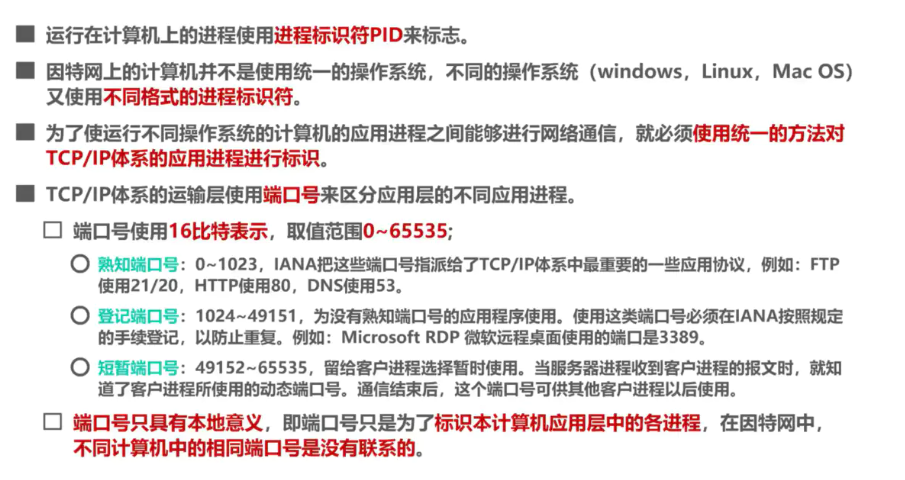 运行在计算机上的进程使用进程标识符PID来标志。
因特网上的计算机并不是使用统一的操作系统，不同的操作系统（windows，Linux，Mac OS）
又使用不同格式的进程标识符。
为了使运行不同操作系统的计算机的应用进程之间能够进行网络通信，就必须使用统一的方法对
TCP/IP体系的应用进程进行标识。
TCP/IP体系的运输层使用端口号来区分应用层的不同应用进程。
端口号使用16比特表示，取值范围0~65535;
熟知端口号：0~1023，IANA把这些端口号指派给了TCP/IP体系中最重要的一些应用协议，例如：FTP
使用21/20，HTTP使用80，DNS使用53。
登记端口号：1024~49151，为没有熟知端口号的应用程序使用。使用这类端口号必须在IANA按照规定
的手续登记，以防止重复。例如：Microsoft RDP 微软远程桌面使用的端口是3389。
短暂端口号：49152~65535，留给客户进程选择暂时使用。当服务器进程收到客户进程的报文时，就知
道了客户进程所使用的动态端口号。通信结束后，这个端口号可供其他客户进程以后使用。
端口号只具有本地意义，即端口号只是为了标识本计算机应用层中的各进程，在因特网中，
不同计算机中的相同端口号是没有联系的。